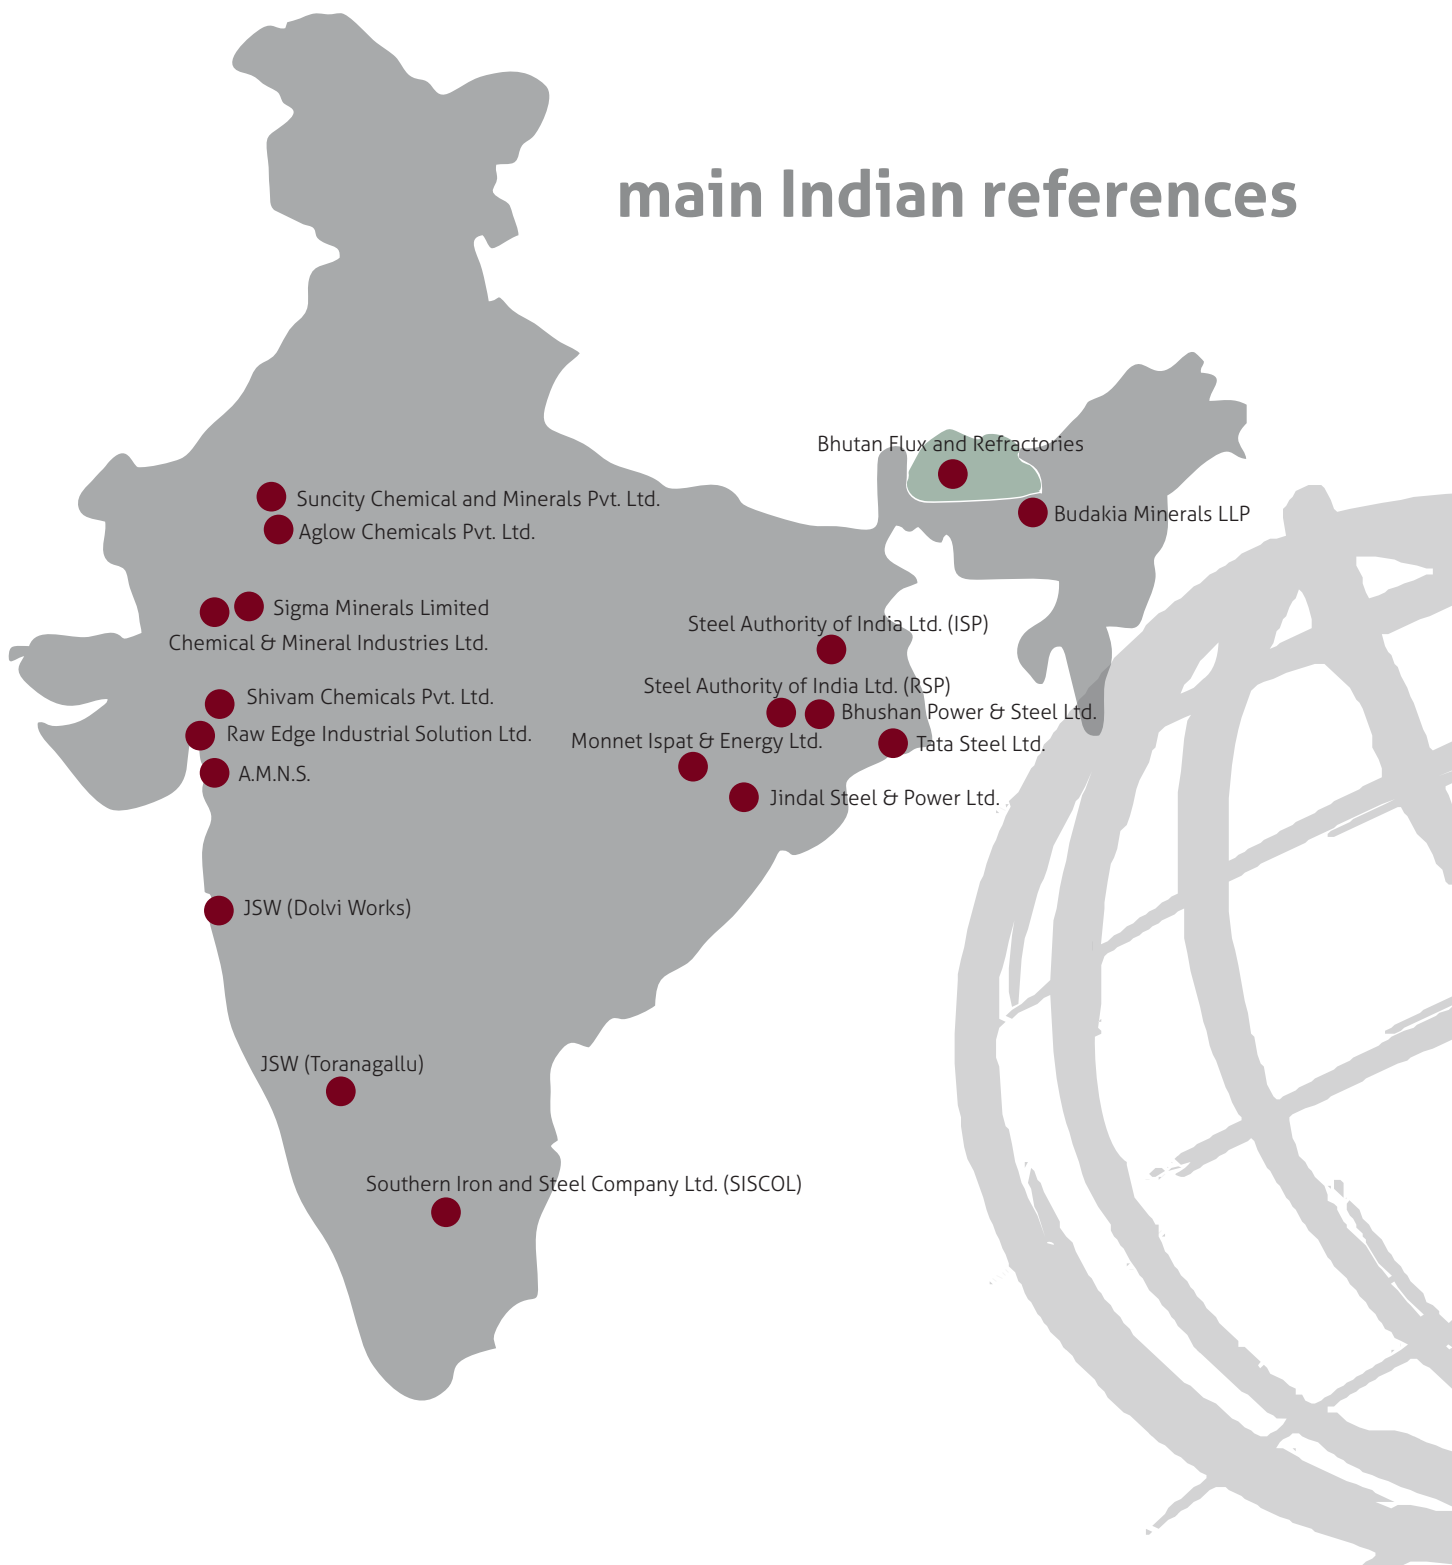 main Indian references
Bhutan Flux and Refractories
Suncity Chemical and Minerals Pvt. Ltd.
Budakia Minerals LLP
Aglow Chemicals Pvt. Ltd.
Sigma Minerals Limited
Steel Authority of India Ltd. (ISP)
Chemical & Mineral Industries Ltd.
Steel Authority of India Ltd. (RSP)
Shivam Chemicals Pvt. Ltd.
Bhushan Power & Steel Ltd.
Raw Edge Industrial Solution Ltd.
Monnet Ispat & Energy Ltd.
Tata Steel Ltd.
A.M.N.S.
Jindal Steel & Power Ltd.
JSW (Dolvi Works)
JSW (Toranagallu)
Southern Iron and Steel Company Ltd. (SISCOL)